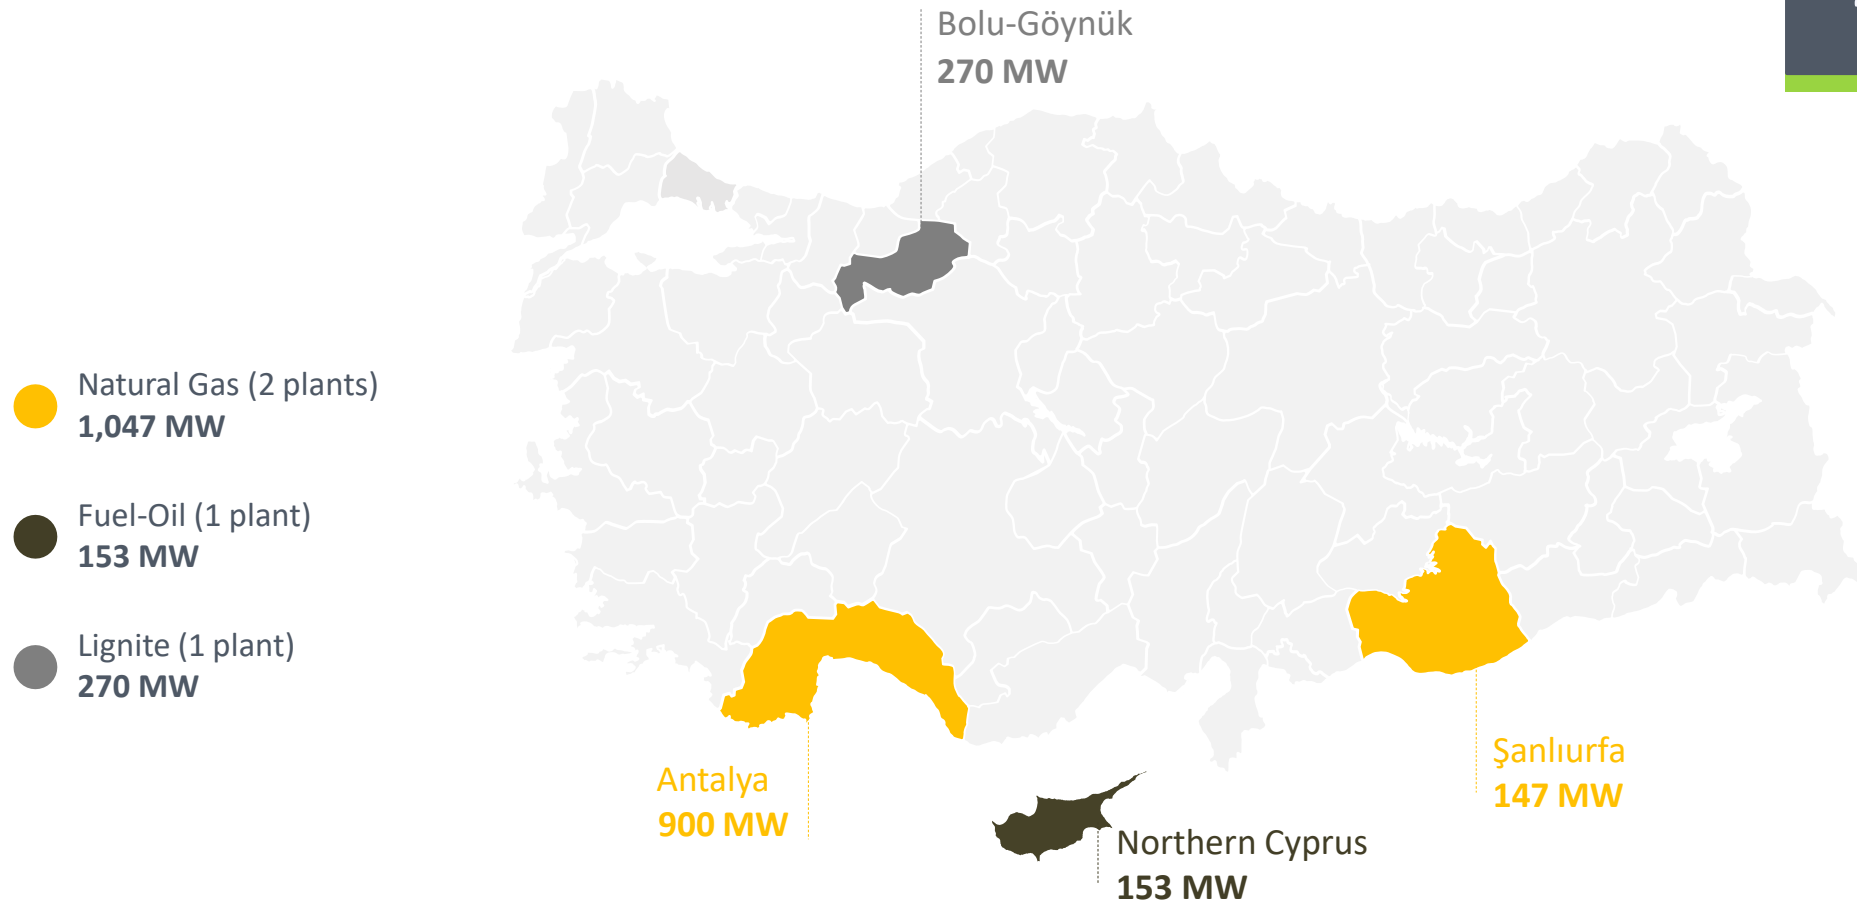 Bolu-Göynük
270 MW
Natural Gas (2 plants)
1,047 MW
Fuel-Oil (1 plant)
153 MW
Lignite (1 plant)
270 MW
Antalya
900 MW
Şanlıurfa
147 MW
Northern Cyprus
153 MW